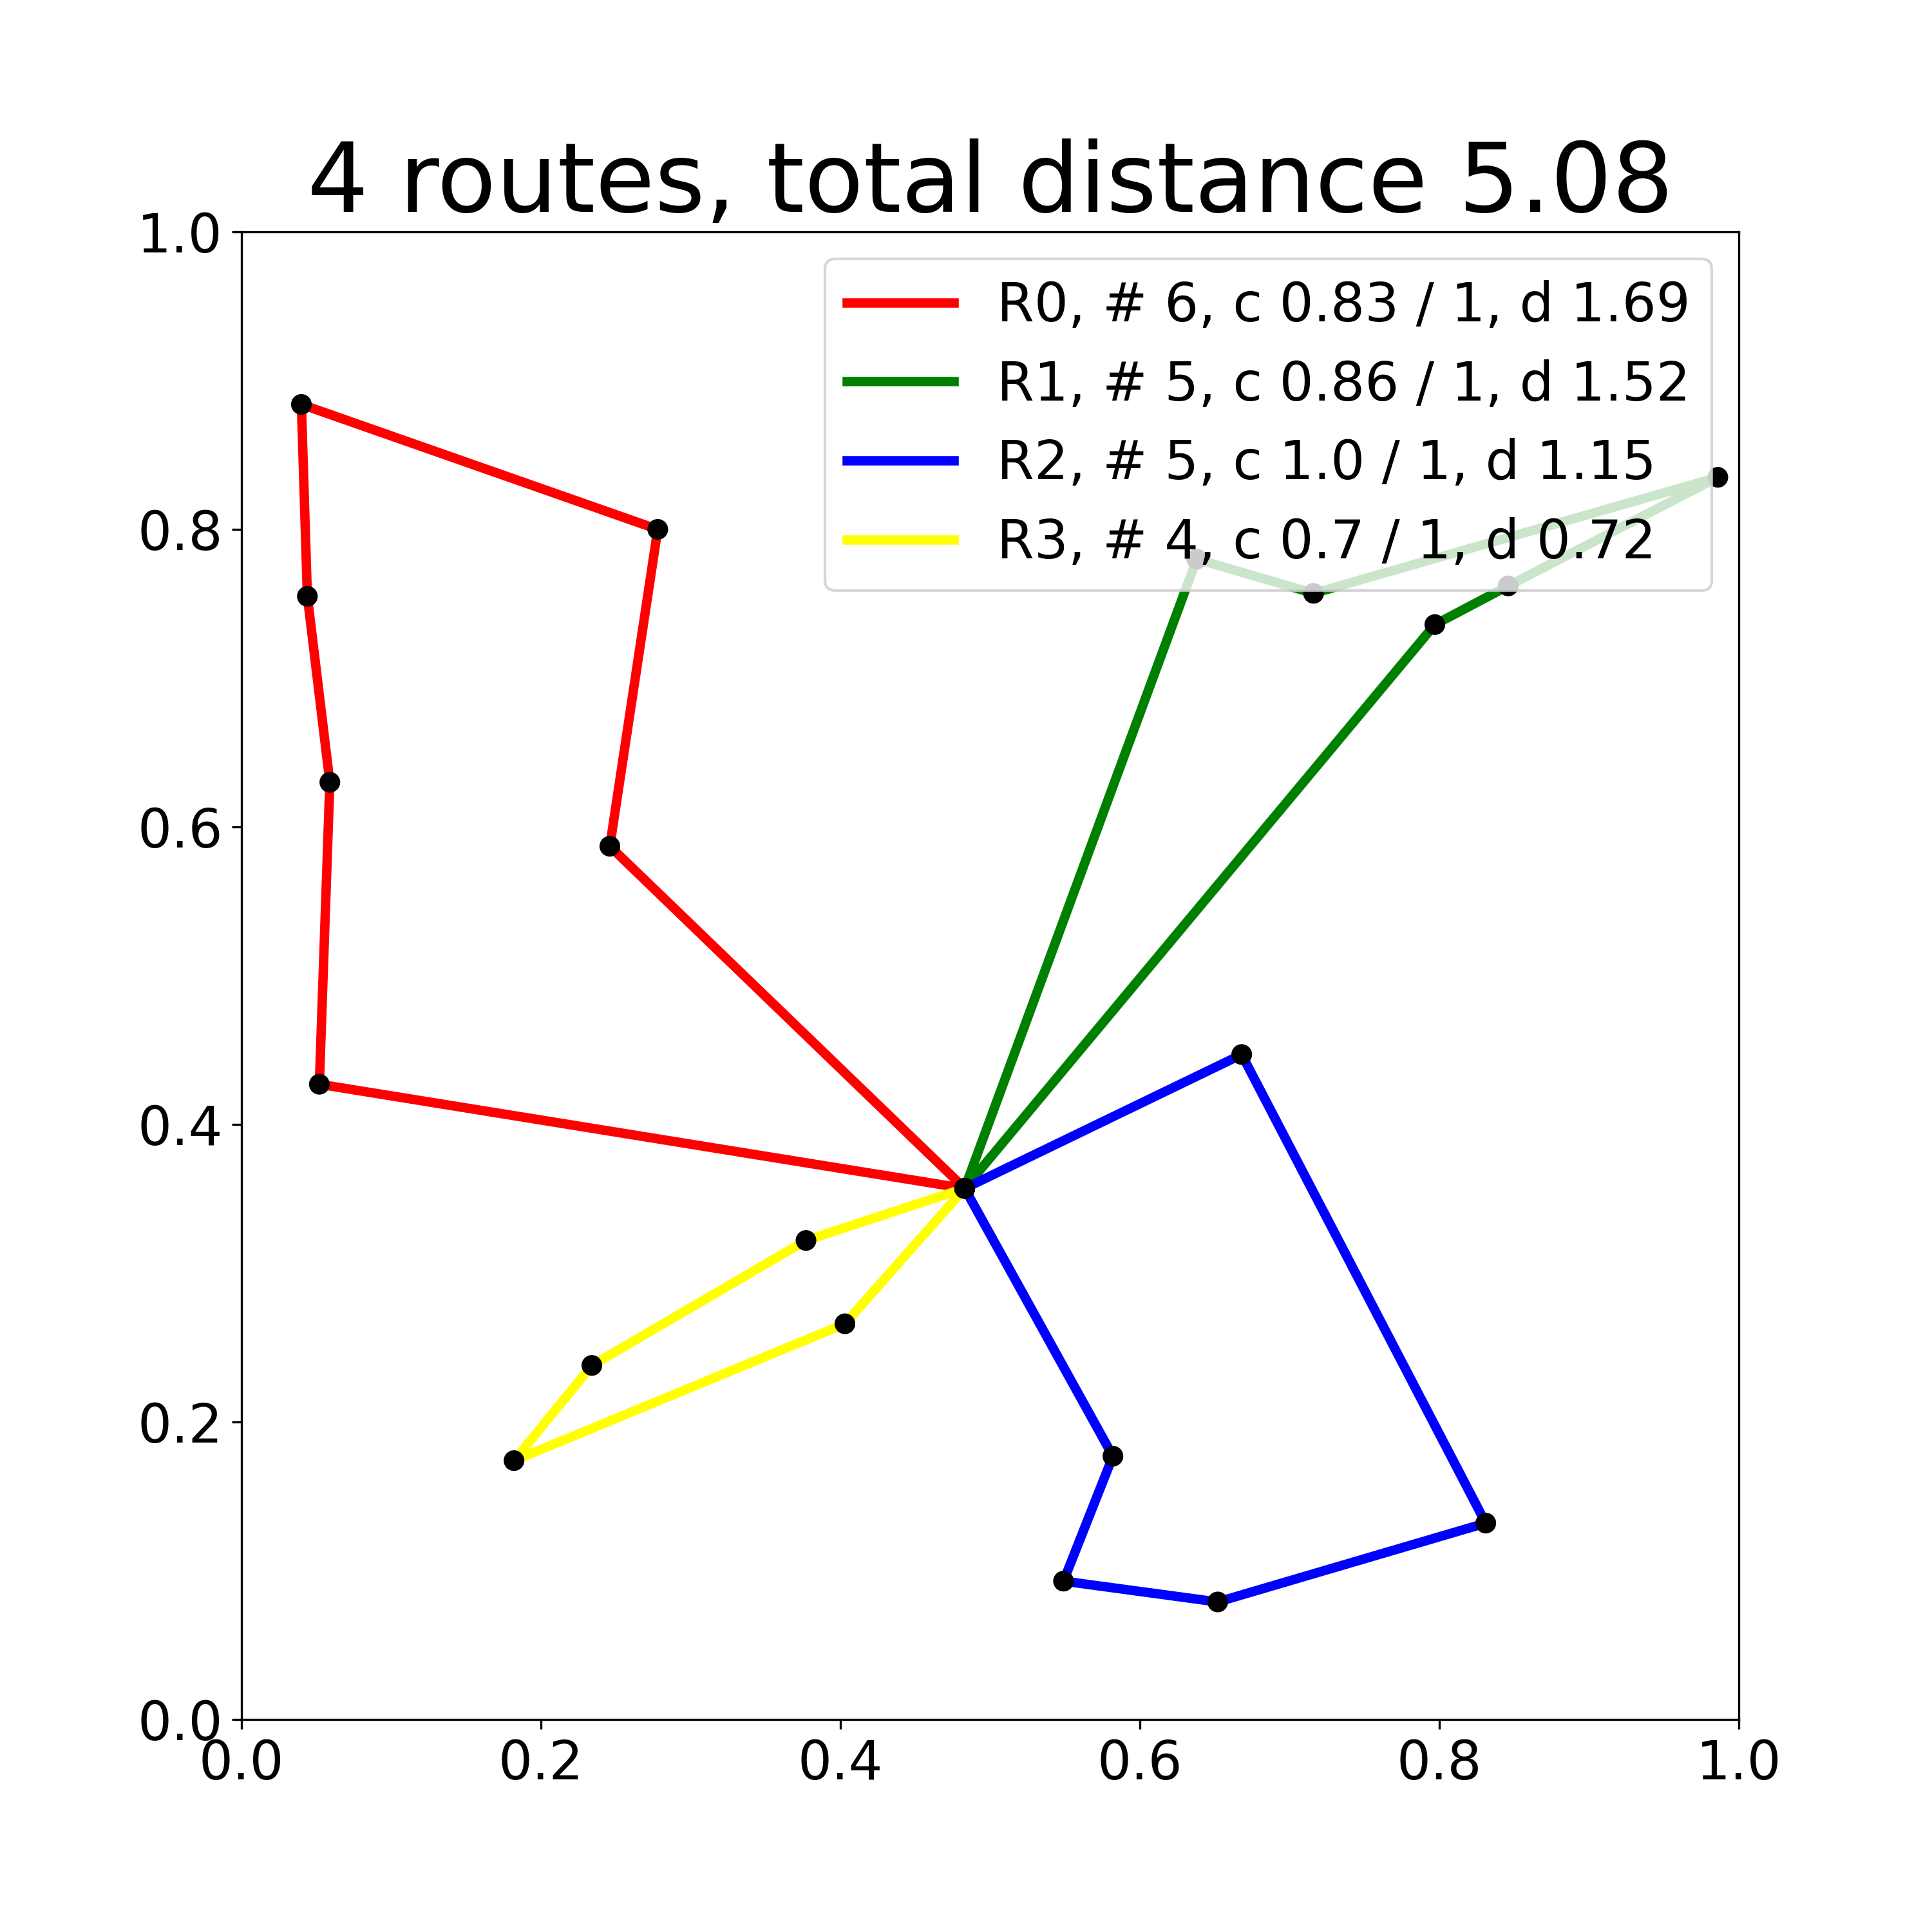 4 routes, total distance 5.08
R0, # 6, c 0.83 / 1, d 1.69
R1, # 5, c 0.86 / 1, d 1.52
R2, # 5, c 1.0 / 1, d 1.15
R3, # 4, c 0.7 / 1, d 0.72
1.0
0.8
0.6
0.4
0.2
0.0
0.0 0.2 0.4 0.6 0.8 1.0